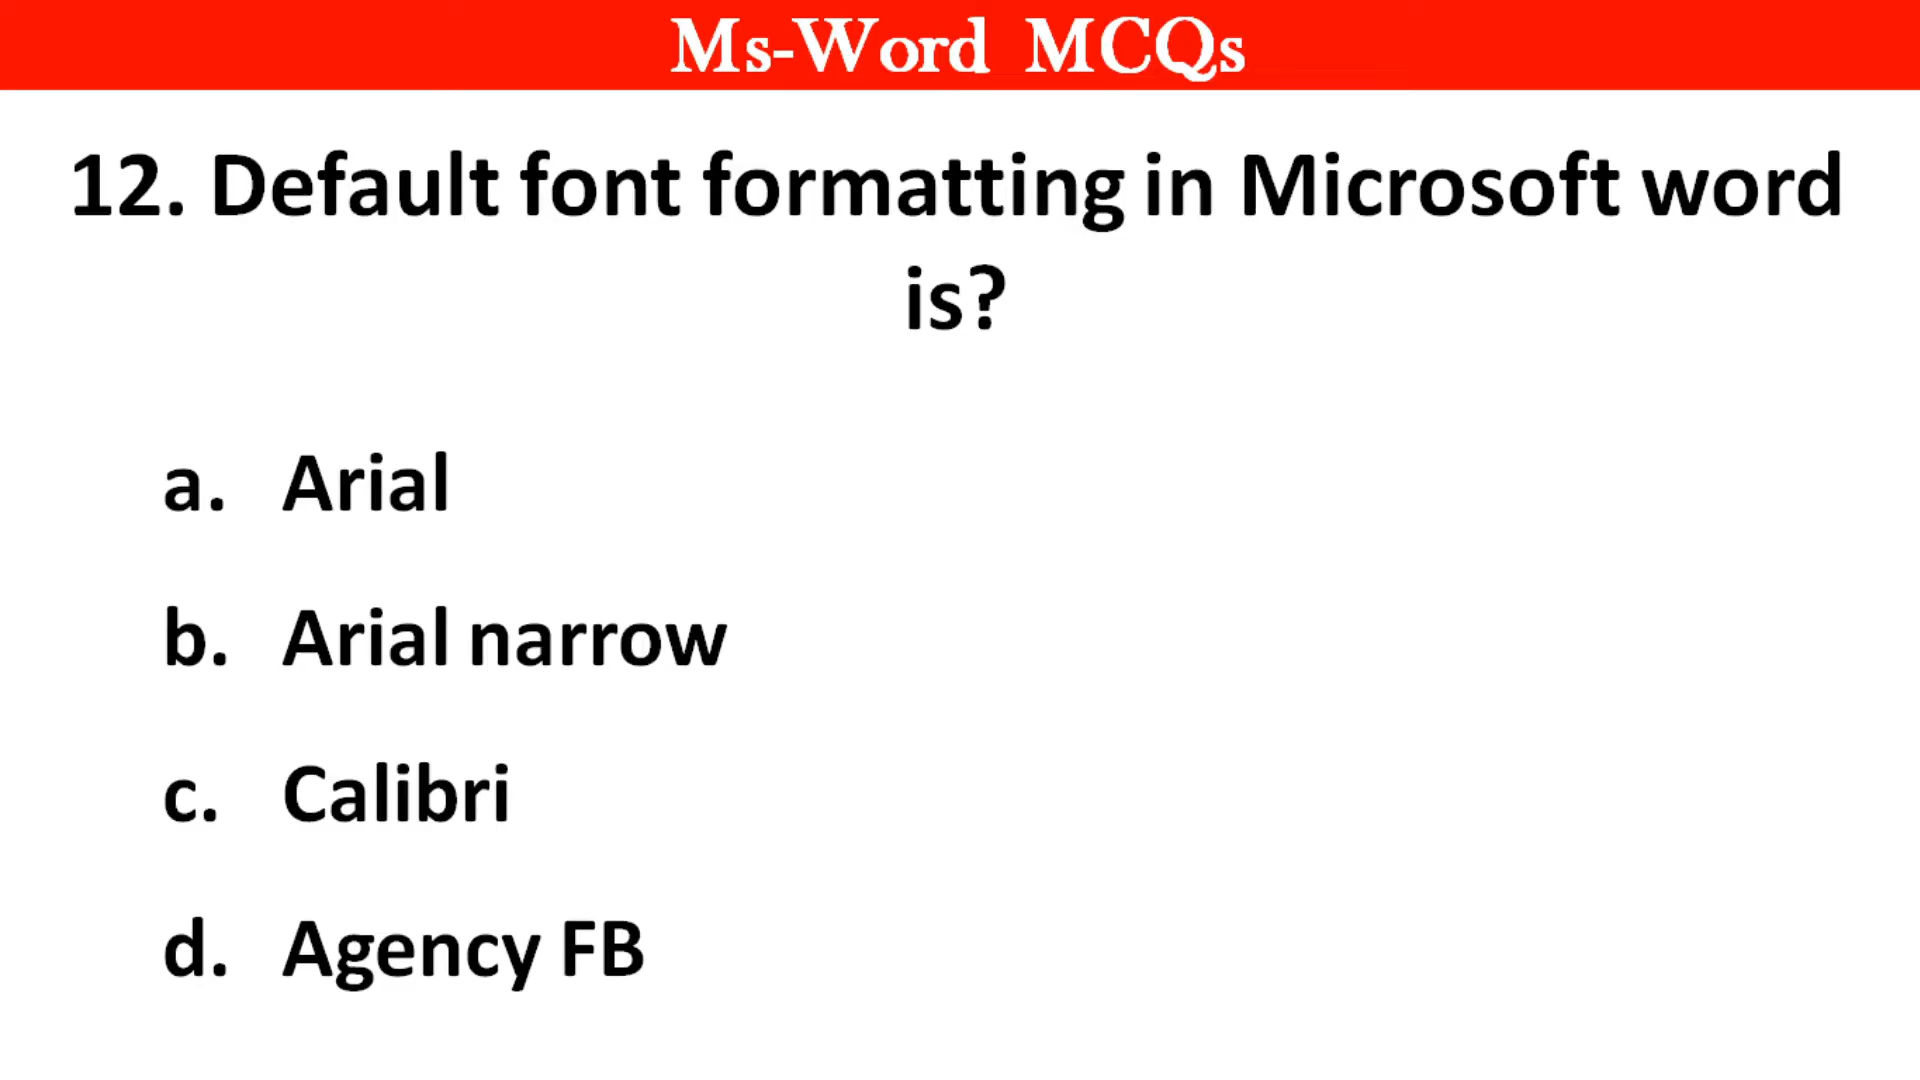 Ms-Word MCQs
12. Default font formatting in Microsoft word
is?
a. Arial
b. Arial narrow
c. Calibri
d. Agency FB